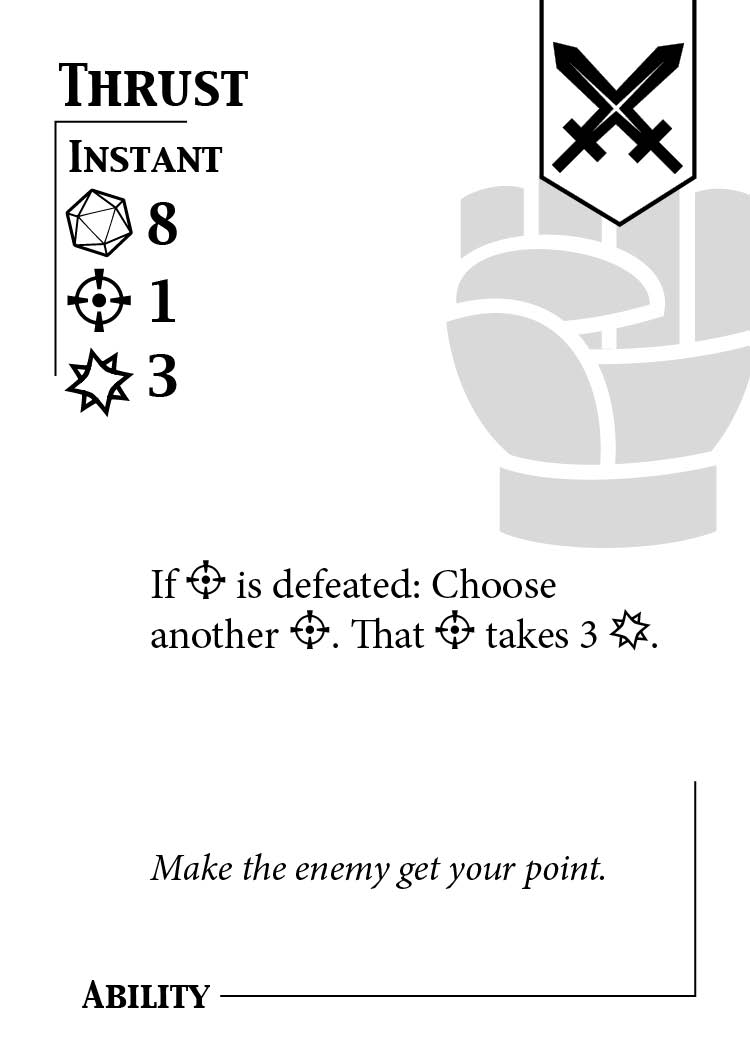 Thrust
Instant
8
1
3
If is defeated: Choose
another . That takes 3 .
Make the enemy get your point.
Ability